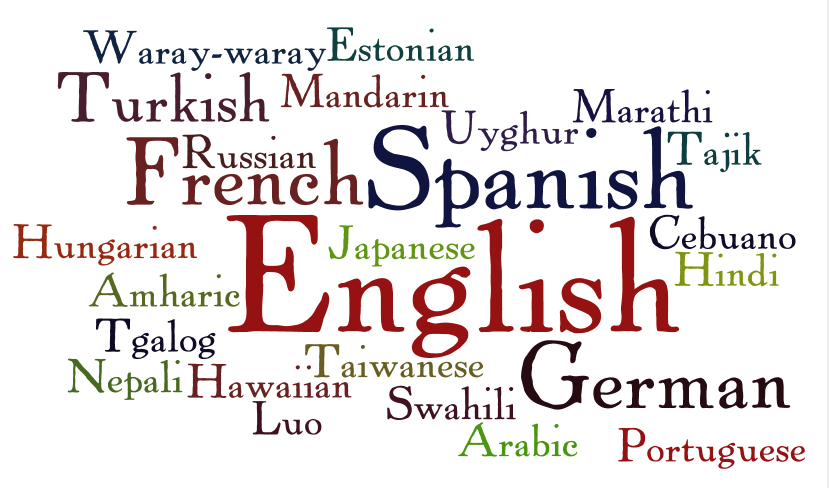 Waray-waray
Estonian
Turkish
Mandarin
Marathi
Uyghur
Russian
French
Spanish
Tajik
Hungarian
Japanese
English
Cebuano
Hindi
Amharic
Tgalog
Taiwanese
Nepali
Hawaiian
German
Swahili
Luo
Arabic
Portuguese